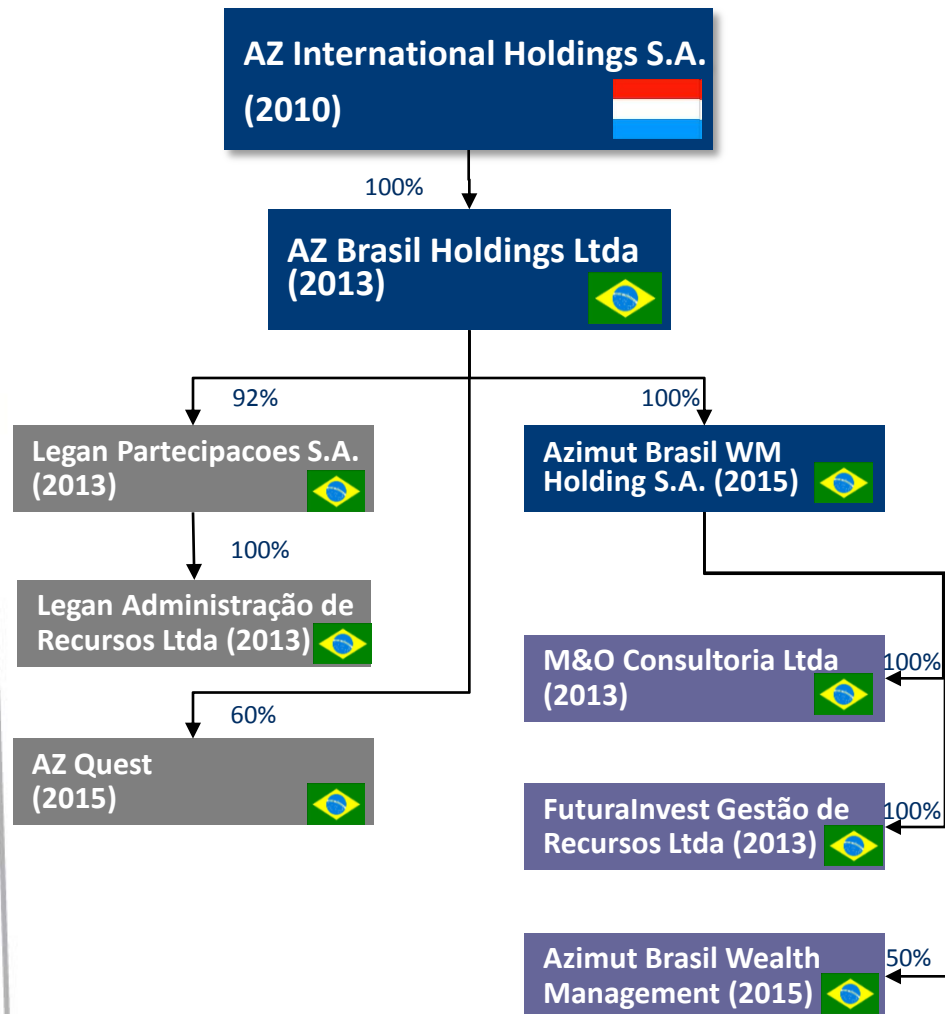 AZ International Holdings S.A.
(2010)
100%
AZ Brasil Holdings Ltda
(2013)
92%
100%
Legan Partecipacoes S.A.
(2013)
Azimut Brasil WM
Holding S.A. (2015)
100%
Legan Administração de
Recursos Ltda (2013)
M&O Consultoria Ltda
(2013)
100%
60%
AZ Quest
(2015)
FuturaInvest Gestão de
Recursos Ltda (2013)
100%
Azimut Brasil Wealth
Management (2015)
50%